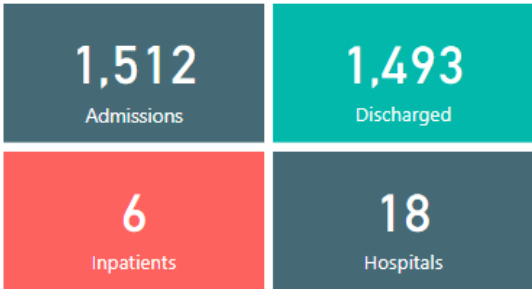 1,512
Admissions
1,493
Discharged
6
Inpatients
18
Hospitals